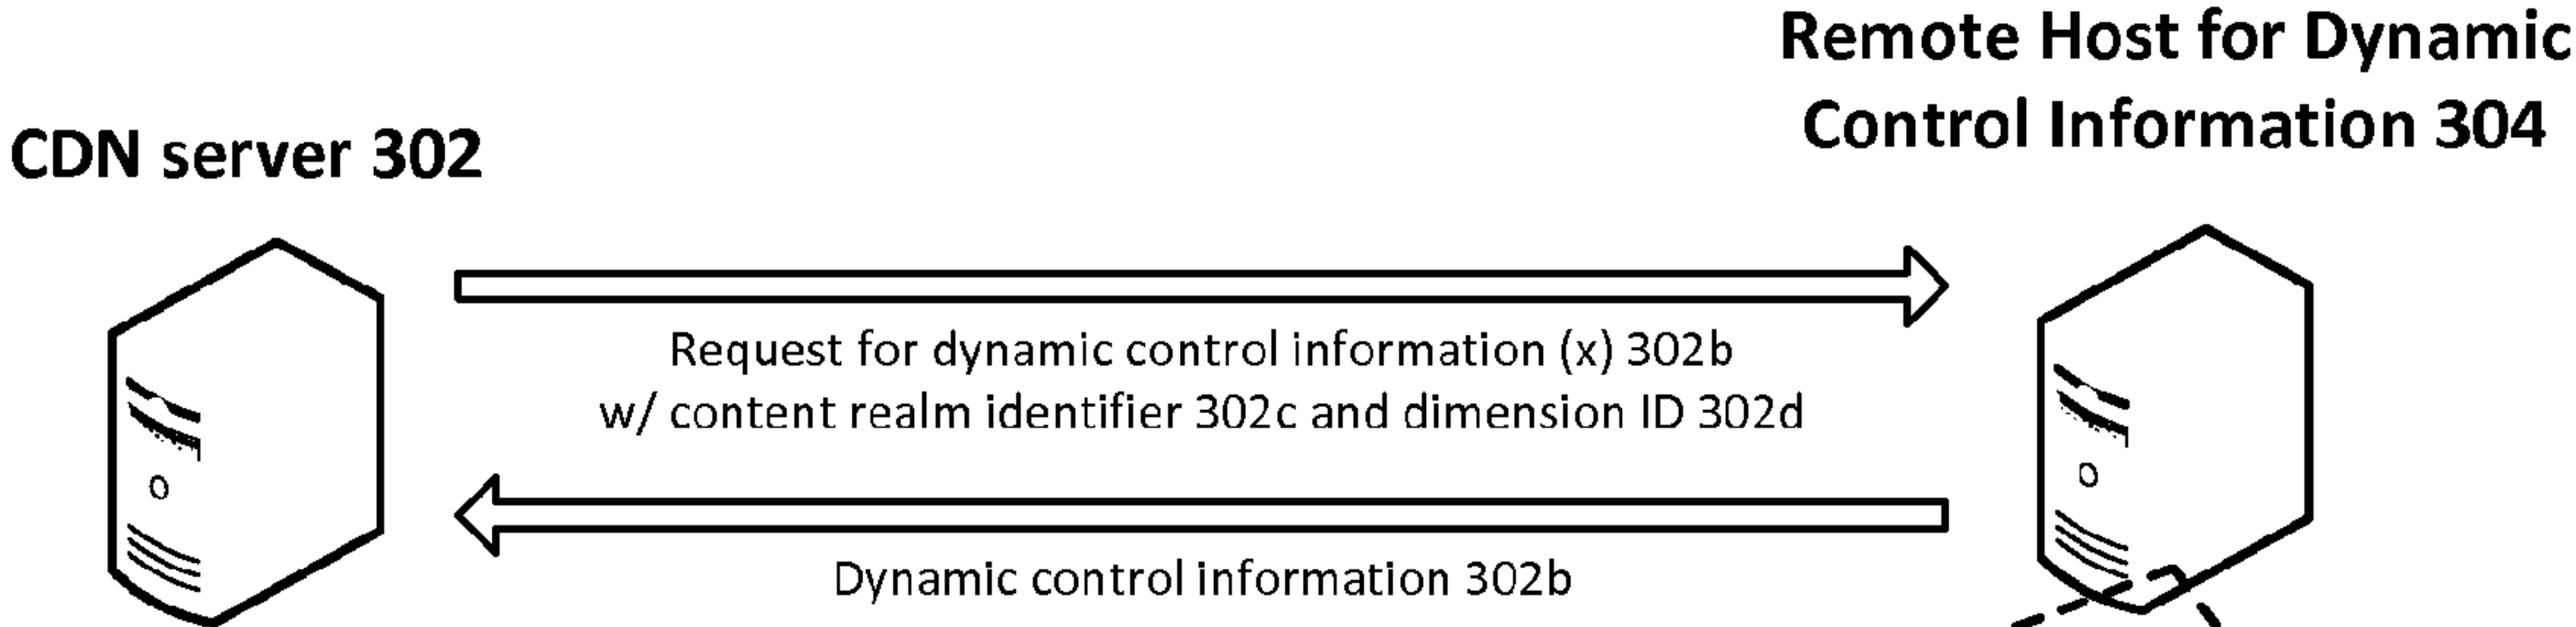 Remote Host for Dynamic
Control Information 304
CDN server 302
Request for dynamic control information (x) 302b
w/ content realm identifier 302c and dimension ID 302d
Dynamic control information 302b